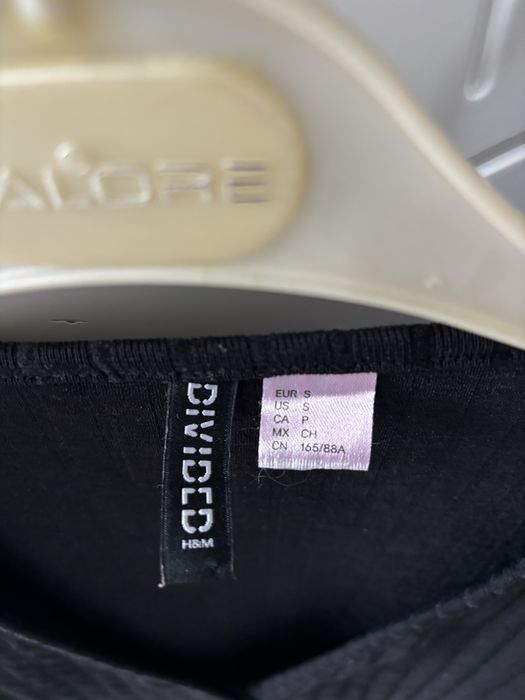 ALORE
DIVIDED
H&M
EUR S
US S
CA P
MX CH
CN 165/88A